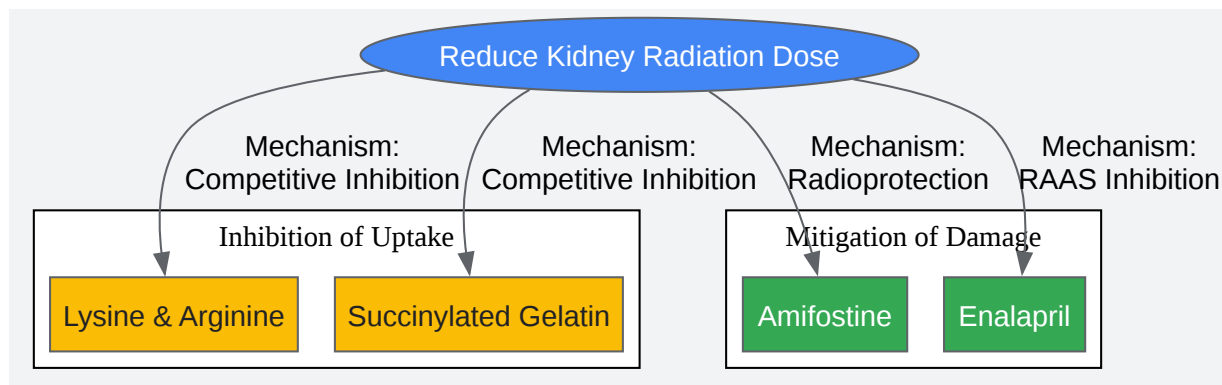 Reduce Kidney Radiation Dose
Mechanism:
Competitive Inhibition
Mechanism:
Competitive Inhibition
Mechanism:
Radioprotection
Mechanism:
RAAS Inhibition
Inhibition of Uptake
Mitigation of Damage
Lysine & Arginine
Succinylated Gelatin
Amifostine
Enalapril